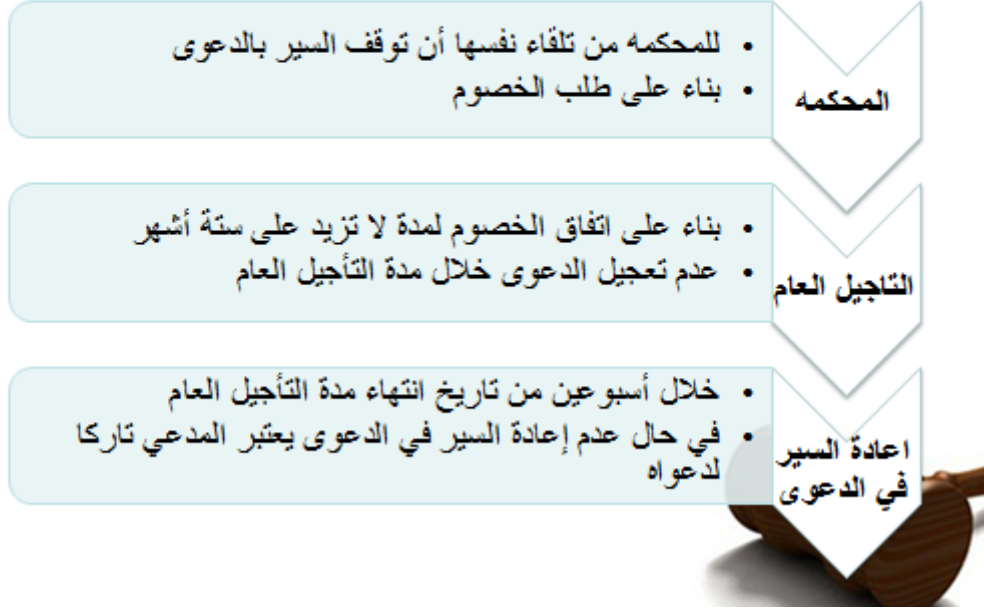 المحكمه
• للمحكمه من تلقاء نفسها أن توقف السير بالدعوى
• بناء على طلب الخصوم
التاجيل العام
• بناء على اتفاق الخصوم لمدة لا تزيد على ستة أشهر
• عدم تعجيل الدعوى خلال مدة التأجيل العام
اعادة السير
في الدعوى
• خلال أسبوعين من تاريخ انتهاء مدة التأجيل العام
• في حال عدم إعادة السير في الدعوى يعتبر المدعي تاركا
لدعواه